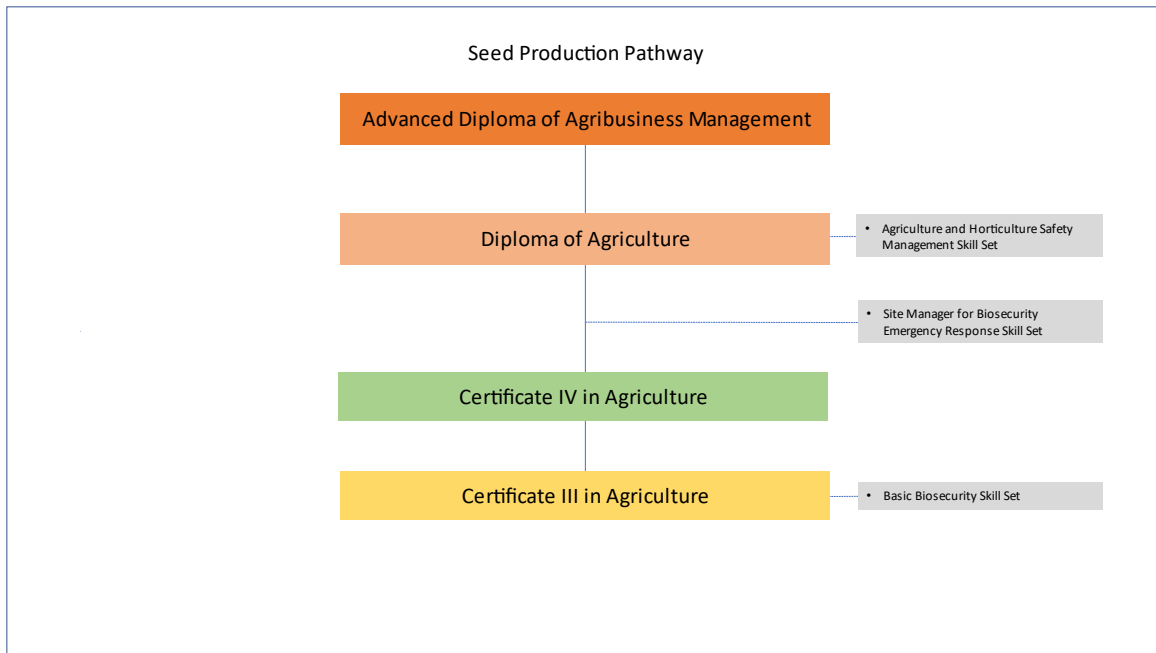 Seed Production Pathway
Advanced Diploma of Agribusiness Management
Diploma of Agriculture
• Agriculture and Horticulture Safety
Management Skill Set
• Site Manager for Biosecurity
Emergency Response Skill Set
Certificate IV in Agriculture
Certificate III in Agriculture
• Basic Biosecurity Skill Set